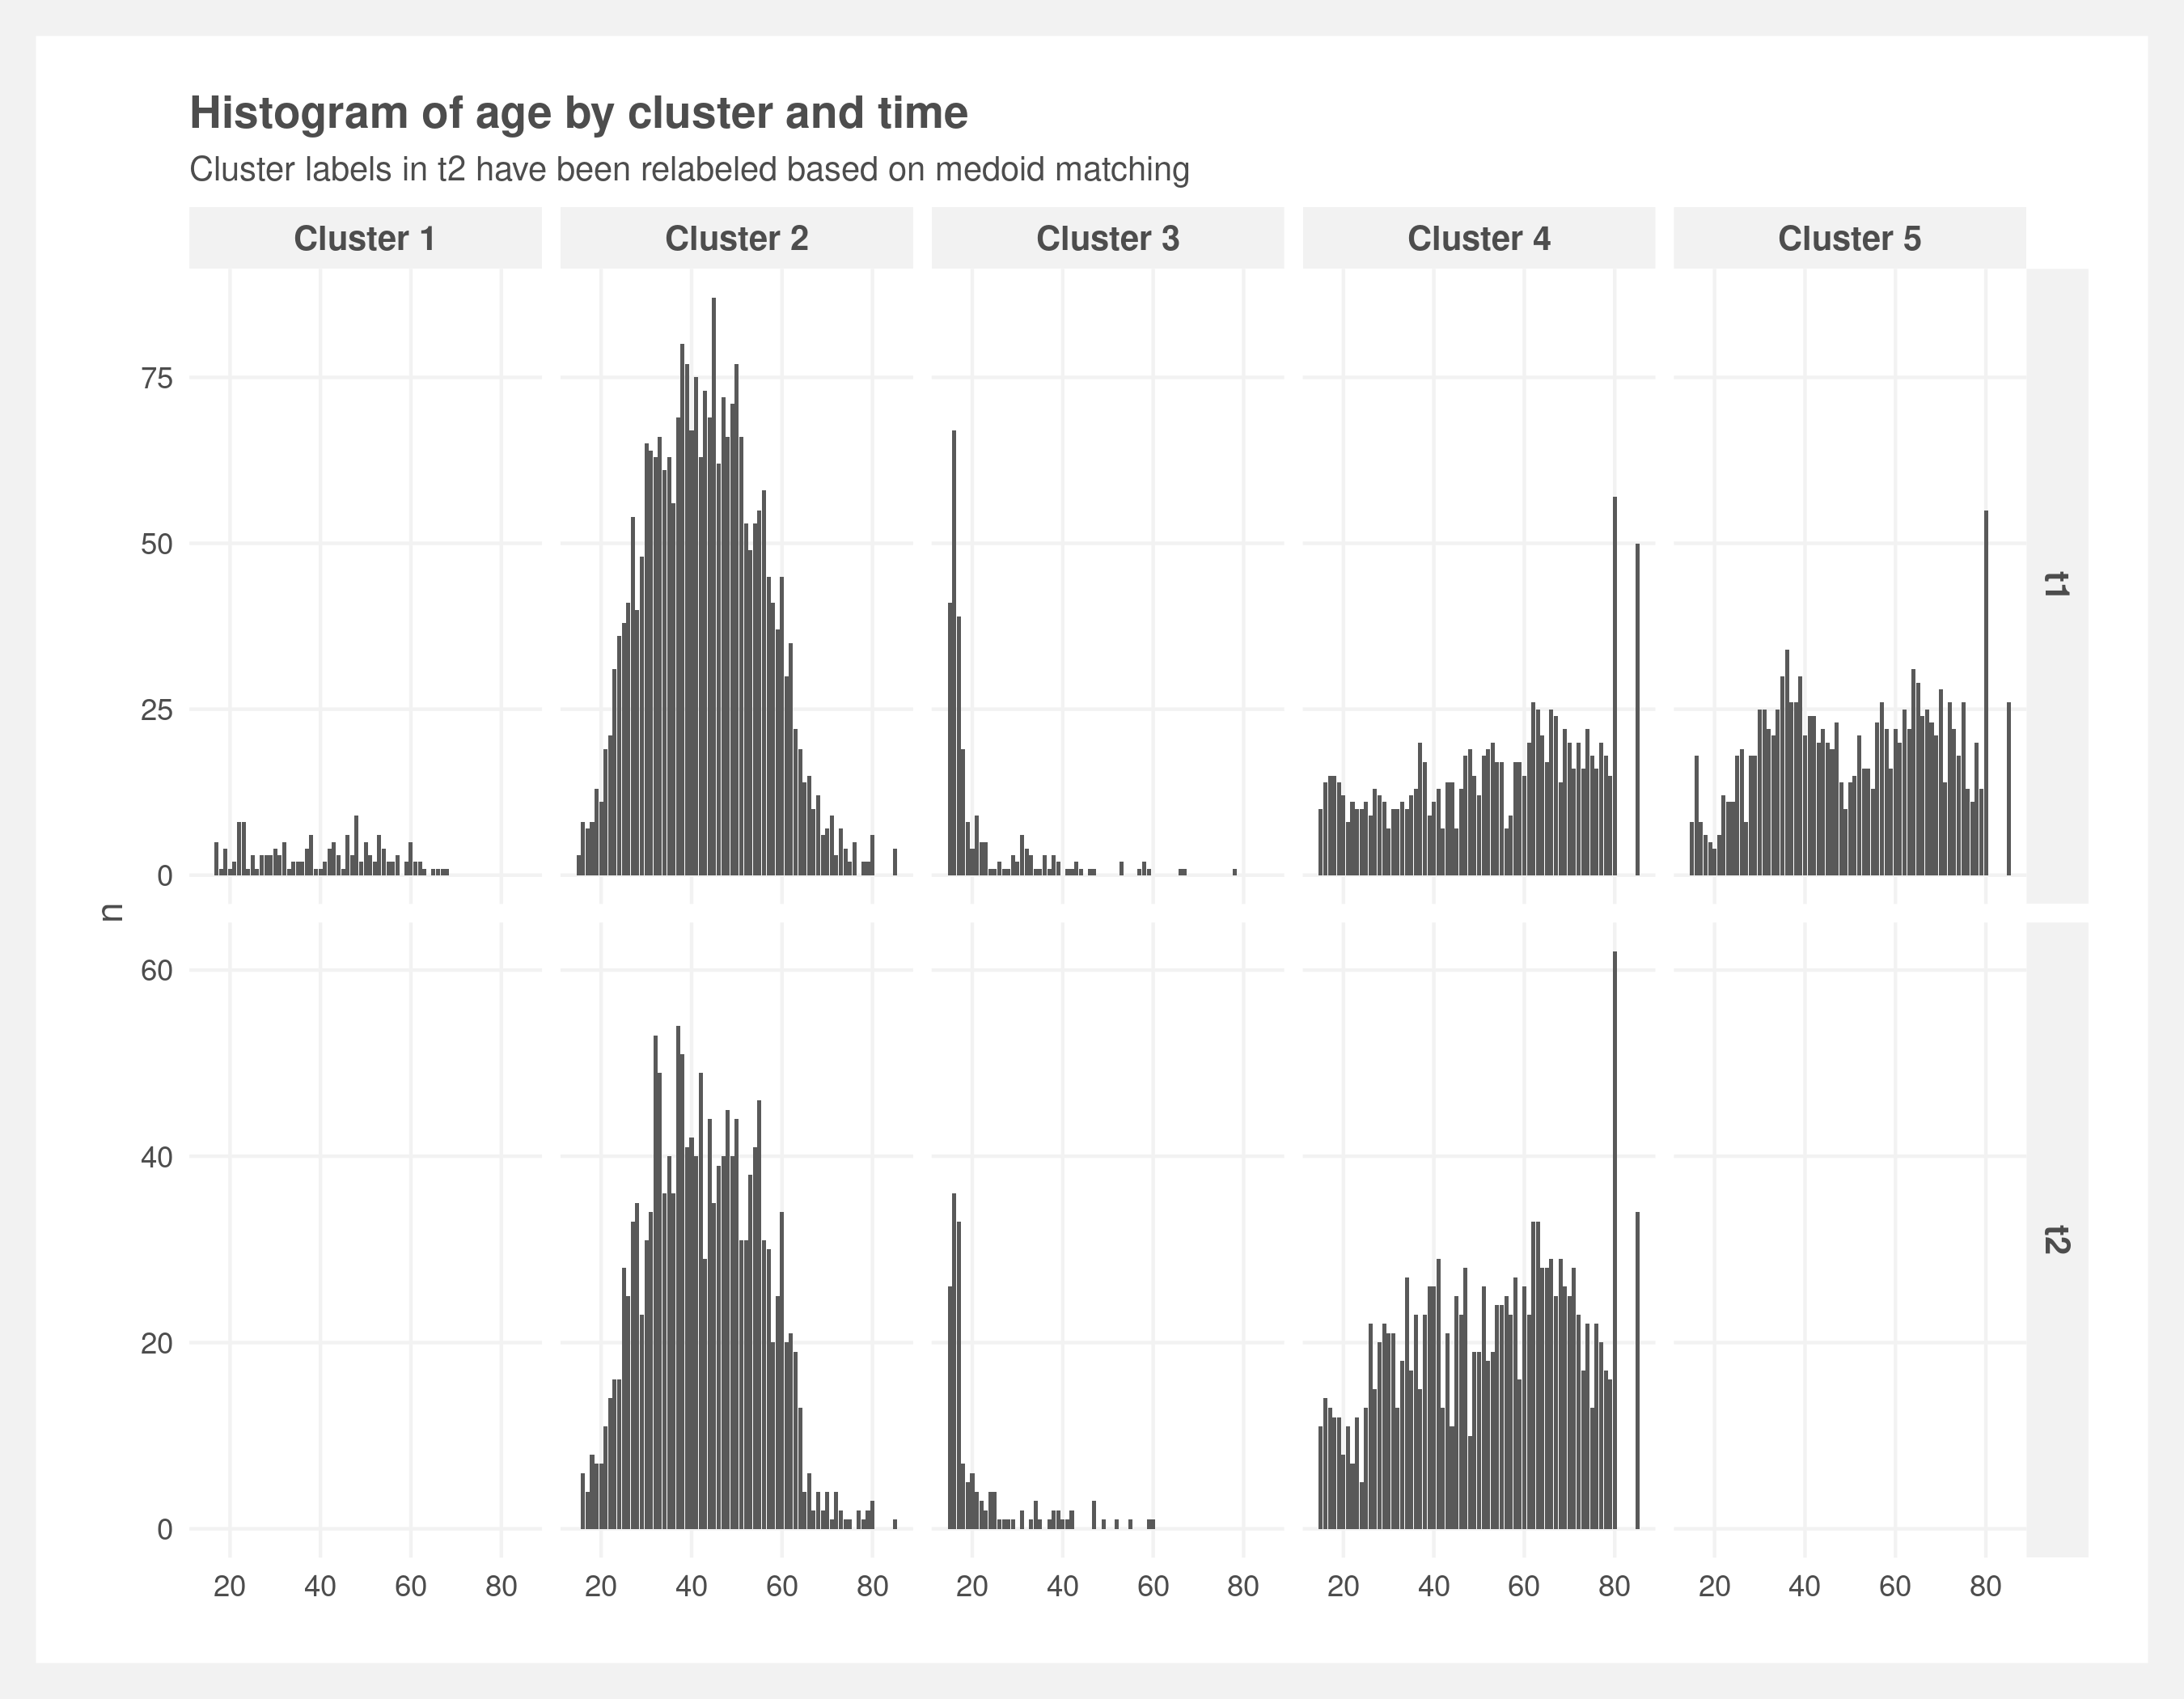 Histogram of age by cluster and time
Cluster labels in t2 have been relabeled based on medoid matching
Cluster 1 Cluster 2 Cluster 3 Cluster 4 Cluster 5
75
50
25
0
t1
n
60
40
20
0
t2
20 40 60 80 20 40 60 80 20 40 60 80 20 40 60 80 20 40 60 80